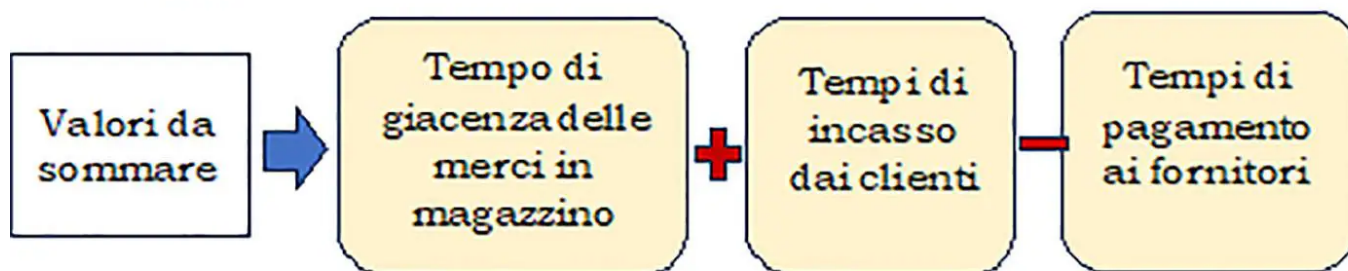 Valori da
sommare
Tempo di
giacenza delle
merci in
magazzino
+
Tempi di
incasso
dai clienti
−
Tempi di
pagamento
ai fornitori